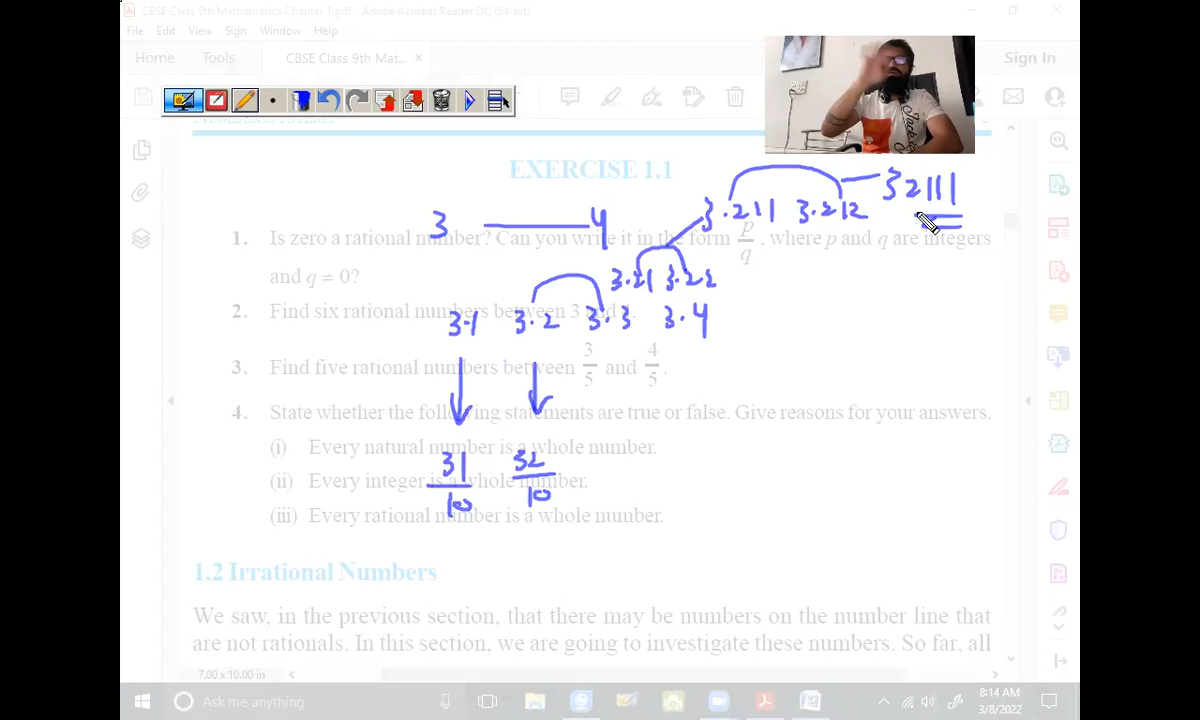 CBSE Class 9th Mathematics Chapter 1.pdf - Adobe Acrobat Reader DC (64-bit)
File Edit View Sign Window Help
Home Tools CBSE Class 9th Mat... × Sign In
NUMBER SYSTEMS
EXERCISE 1.1
3.211 3.212 3 2111
3 4
1. Is zero a rational number? Can you write it in the form p/q, where p and q are integers
and q ≠ 0?
3.21 3.22
2. Find six rational numbers between 3 and 4.
3.1 3.2 3.3 3.4
3. Find five rational numbers between 3/5 and 4/5.
4. State whether the following statements are true or false. Give reasons for your answers.
(i) Every natural number is a whole number.
31/10 32/10
(ii) Every integer is a whole number.
(iii) Every rational number is a whole number.
1.2 Irrational Numbers
We saw, in the previous section, that there may be numbers on the number line that
are not rationals. In this section, we are going to investigate these numbers. So far, all
7.00 x 10.00 in
Ask me anything
8:14 AM
3/8/2022